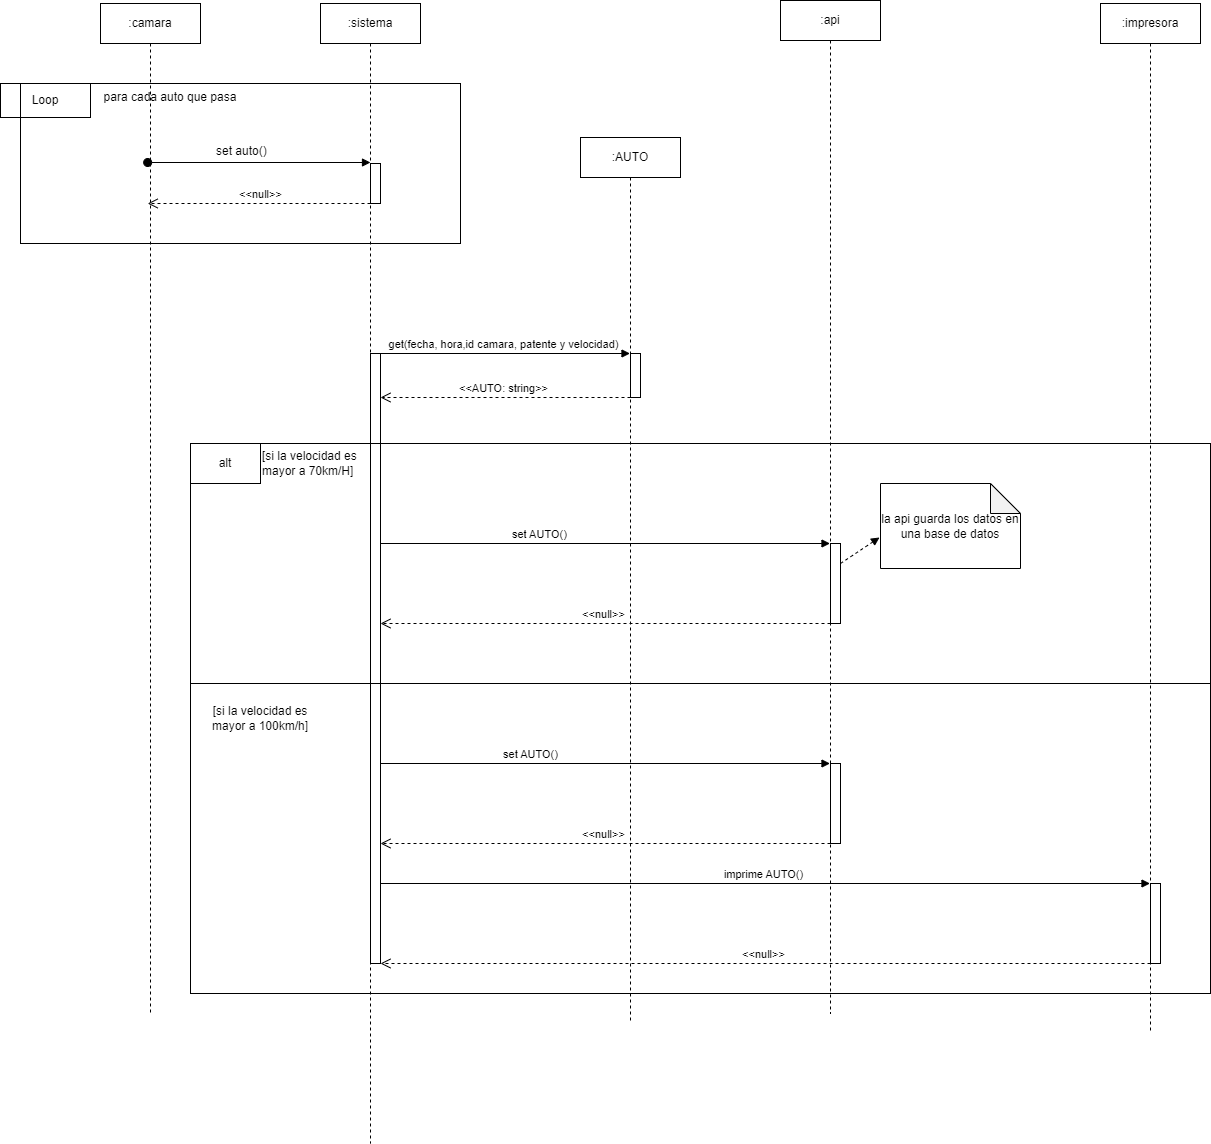 :camara
:sistema
:api
:impresora
Loop
para cada auto que pasa
set auto()
:AUTO
<<null>>
get(fecha, hora,id camara, patente y velocidad)
<<AUTO: string>>
alt
[si la velocidad es
mayor a 70km/H]
la api guarda los datos en
una base de datos
set AUTO()
<<null>>
[si la velocidad es
mayor a 100km/h]
set AUTO()
<<null>>
imprime AUTO()
<<null>>